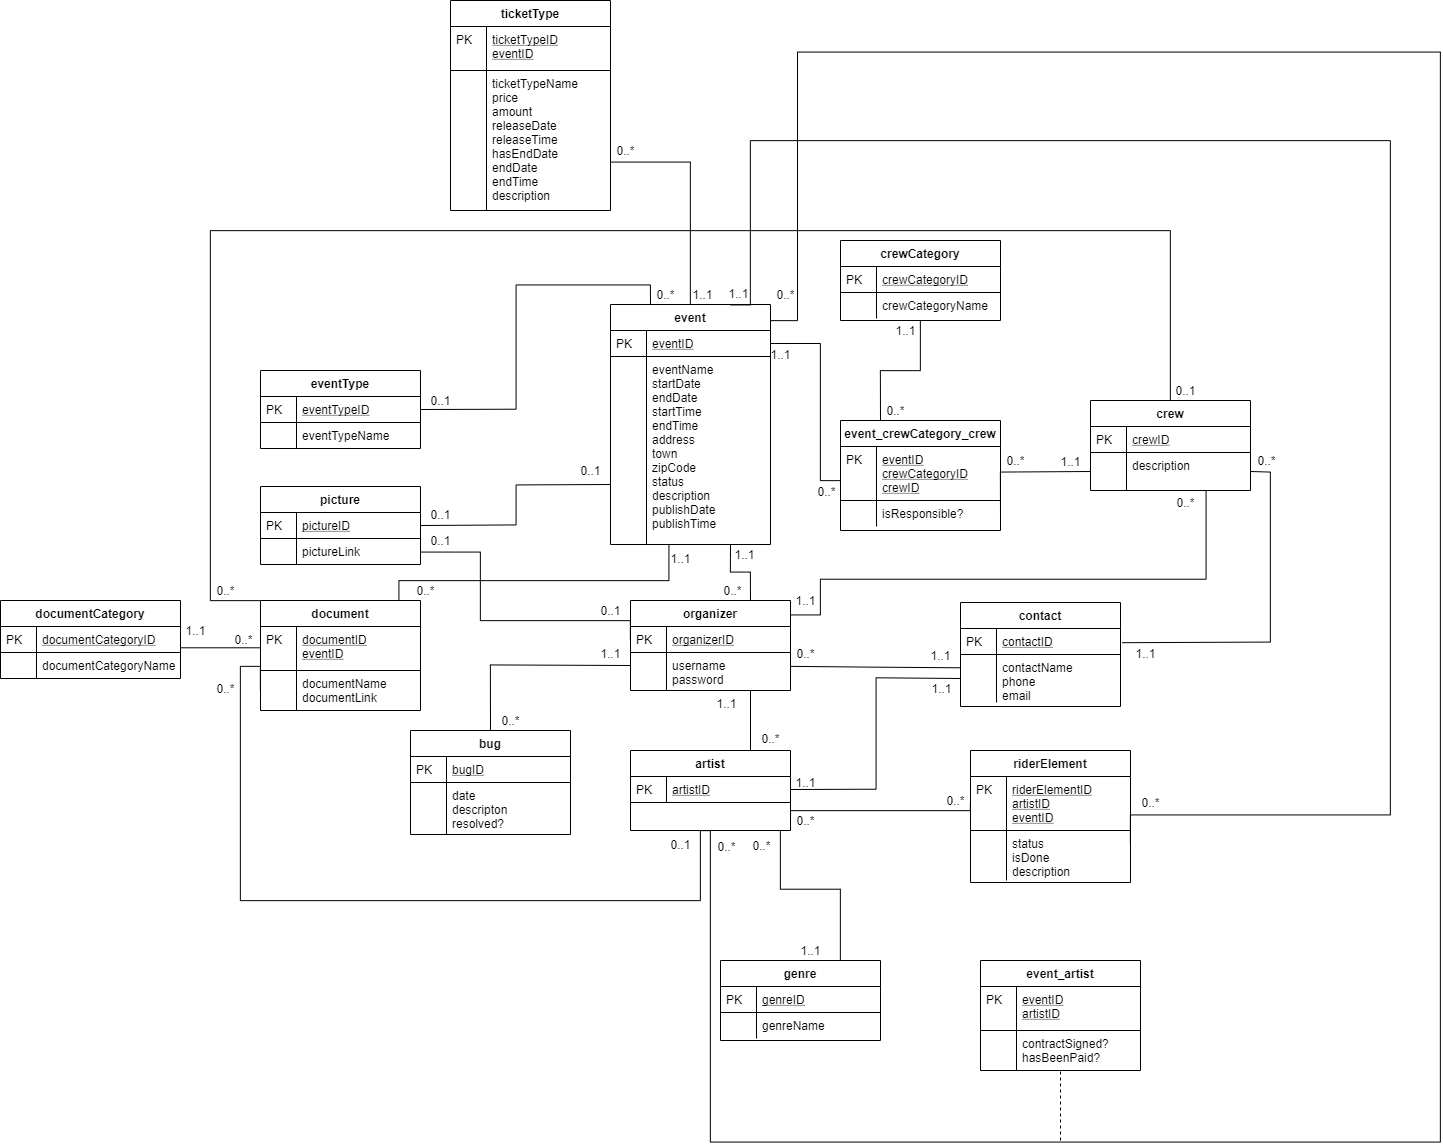 ticketType
PK ticketTypeID
eventID
ticketTypeName
price
amount
releaseDate
releaseTime
hasEndDate
endDate
endTime
description
0..*
0..* 1..1 1..1 0..*
event
PK eventID
eventName
startDate
endDate
startTime
endTime
address
town
zipCode
status
description
publishDate
publishTime
1..1
0..1
1..1
1..1
crewCategory
PK crewCategoryID
crewCategoryName
1..1
0..*
event_crewCategory_crew
PK eventID
crewCategoryID
crewID
isResponsible?
0..*
0..* 1..1
0..1
crew
PK crewID
description
0..*
0..*
eventType
PK eventTypeID
eventTypeName
0..1
picture
PK pictureID
pictureLink
0..1
0..1
documentCategory
PK documentCategoryID
documentCategoryName
1..1 0..*
0..*
0..*
0..*
document
PK documentID
eventID
documentName
documentLink
0..*
0..1
1..1
organizer
PK organizerID
username
password
1..1
0..* 1..1
1..1
1..1
contact
PK contactID
contactName
phone
email
1..1
0..*
bug
PK bugID
date
descripton
resolved?
0..*
artist
PK artistID
1..1
0..*
0..*
0..1 0..* 0..*
riderElement
PK riderElementID
artistID
eventID
status
isDone
description
0..*
1..1
genre
PK genreID
genreName
event_artist
PK eventID
artistID
contractSigned?
hasBeenPaid?